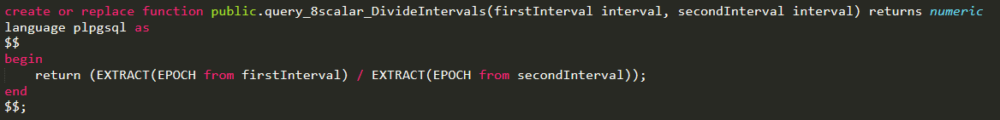 create or replace function public.query_8scalar_DivideIntervals(firstInterval interval, secondInterval interval) returns numeric
language plpgsql as
$$
begin
    return (EXTRACT(EPOCH from firstInterval) / EXTRACT(EPOCH from secondInterval));
end
$$;